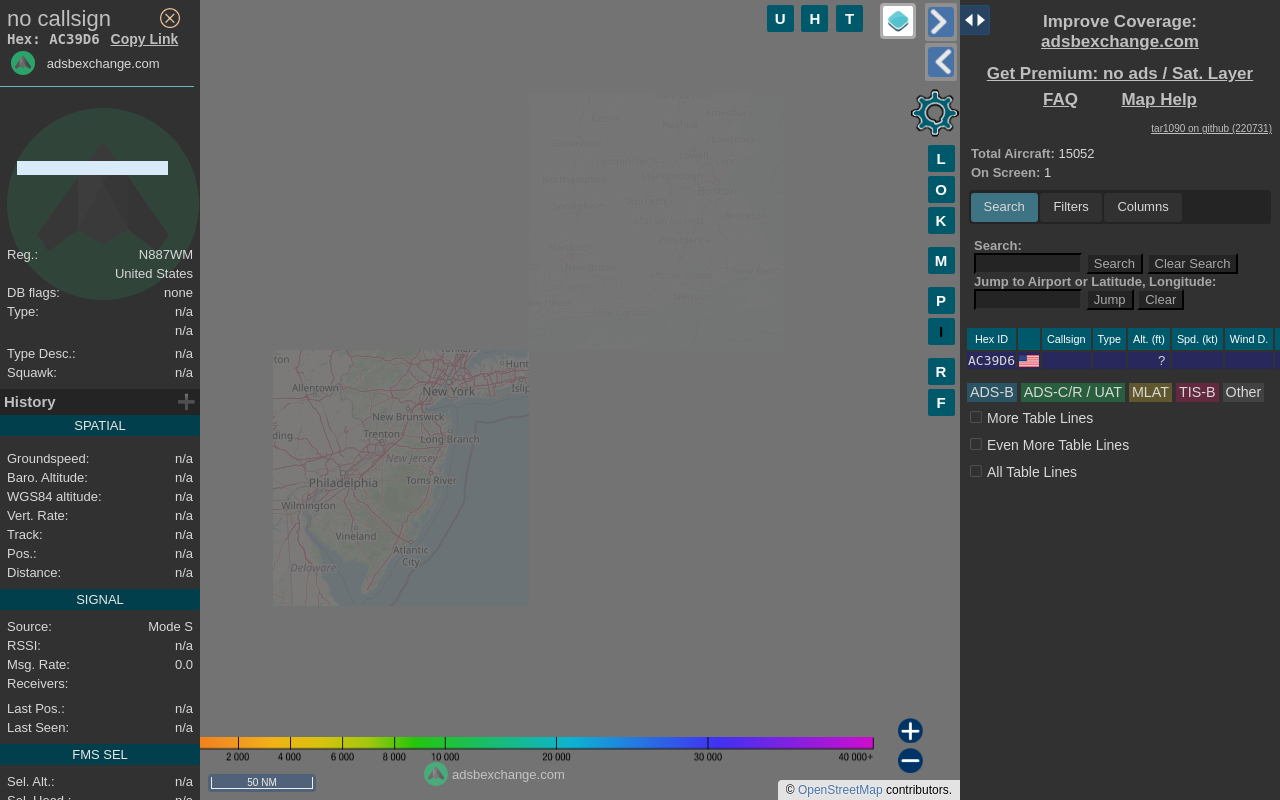 no callsign
Hex: AC39D6 Copy Link
adsbexchange.com
Reg.: N887WM
United States
DB flags: none
Type: n/a
n/a
Type Desc.: n/a
Squawk: n/a
History
SPATIAL
Groundspeed: n/a
Baro. Altitude: n/a
WGS84 altitude: n/a
Vert. Rate: n/a
Track: n/a
Pos.: n/a
Distance: n/a
SIGNAL
Source: Mode S
RSSI: n/a
Msg. Rate: 0.0
Receivers:
Last Pos.: n/a
Last Seen: n/a
FMS SEL
Sel. Alt.: n/a
Sel. Head.: n/a
U H T
L
O
K
M
P
I
R
F
Allentown
New York
New Brunswick
Trenton
Long Branch
New Jersey
Philadelphia
Toms River
Wilmington
Vineland
Atlantic
City
Delaware
2 000 4 000 6 000 8 000 10 000 20 000 30 000 40 000+
adsbexchange.com
50 NM
© OpenStreetMap contributors.
Improve Coverage:
adsbexchange.com
Get Premium: no ads / Sat. Layer
FAQ Map Help
tar1090 on github (220731)
Total Aircraft: 15052
On Screen: 1
Search Filters Columns
Search:
Search Clear Search
Jump to Airport or Latitude, Longitude:
Jump Clear
Hex ID Callsign Type Alt. (ft) Spd. (kt) Wind D.
AC39D6 ?
ADS-B ADS-C/R / UAT MLAT TIS-B Other
More Table Lines
Even More Table Lines
All Table Lines